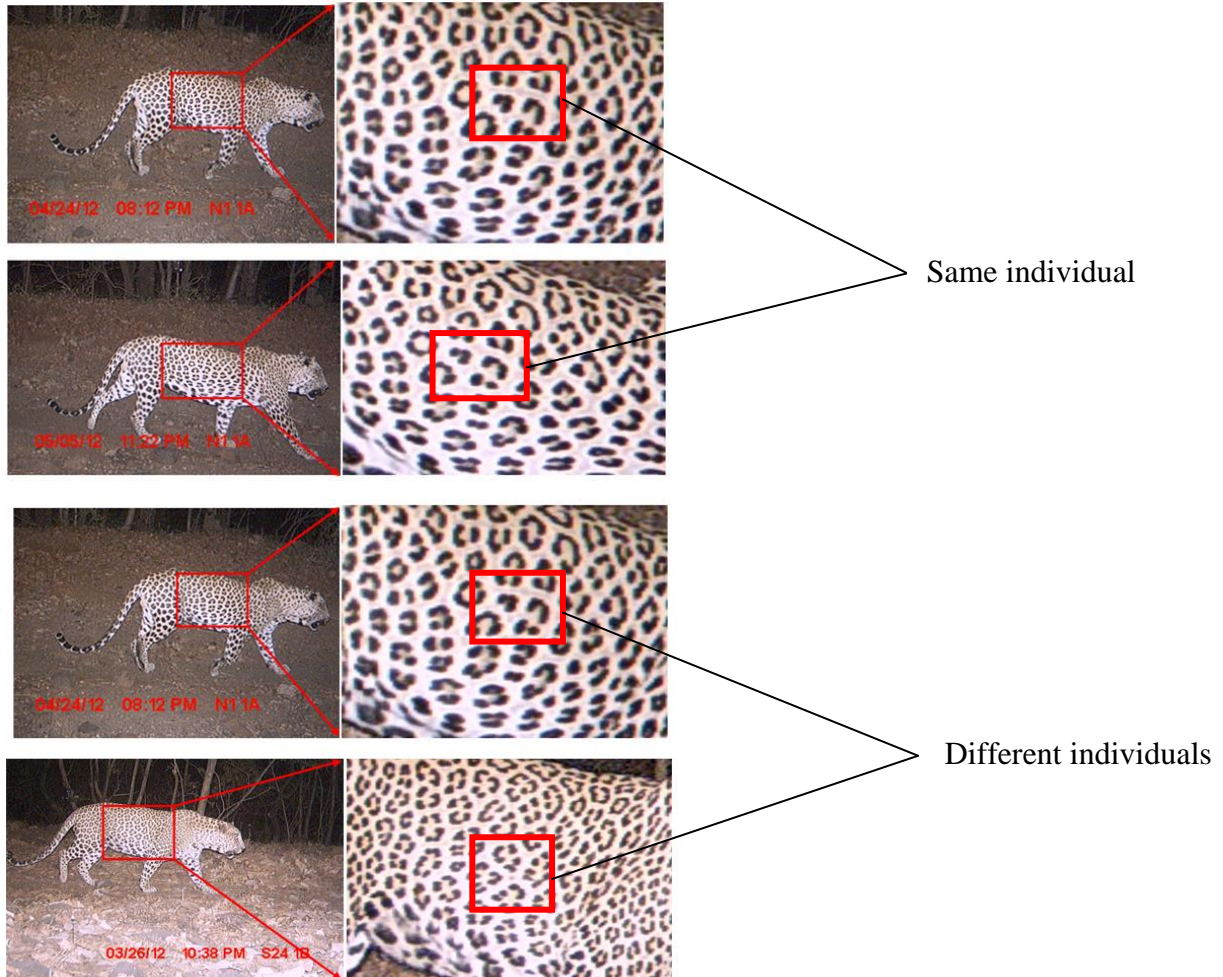 04/24/12 08:12 PM N1 1A
Same individual
05/05/12 11:22 PM N1 1A
04/24/12 08:12 PM N1 1A
Different individuals
03/26/12 10:38 PM S24 1B